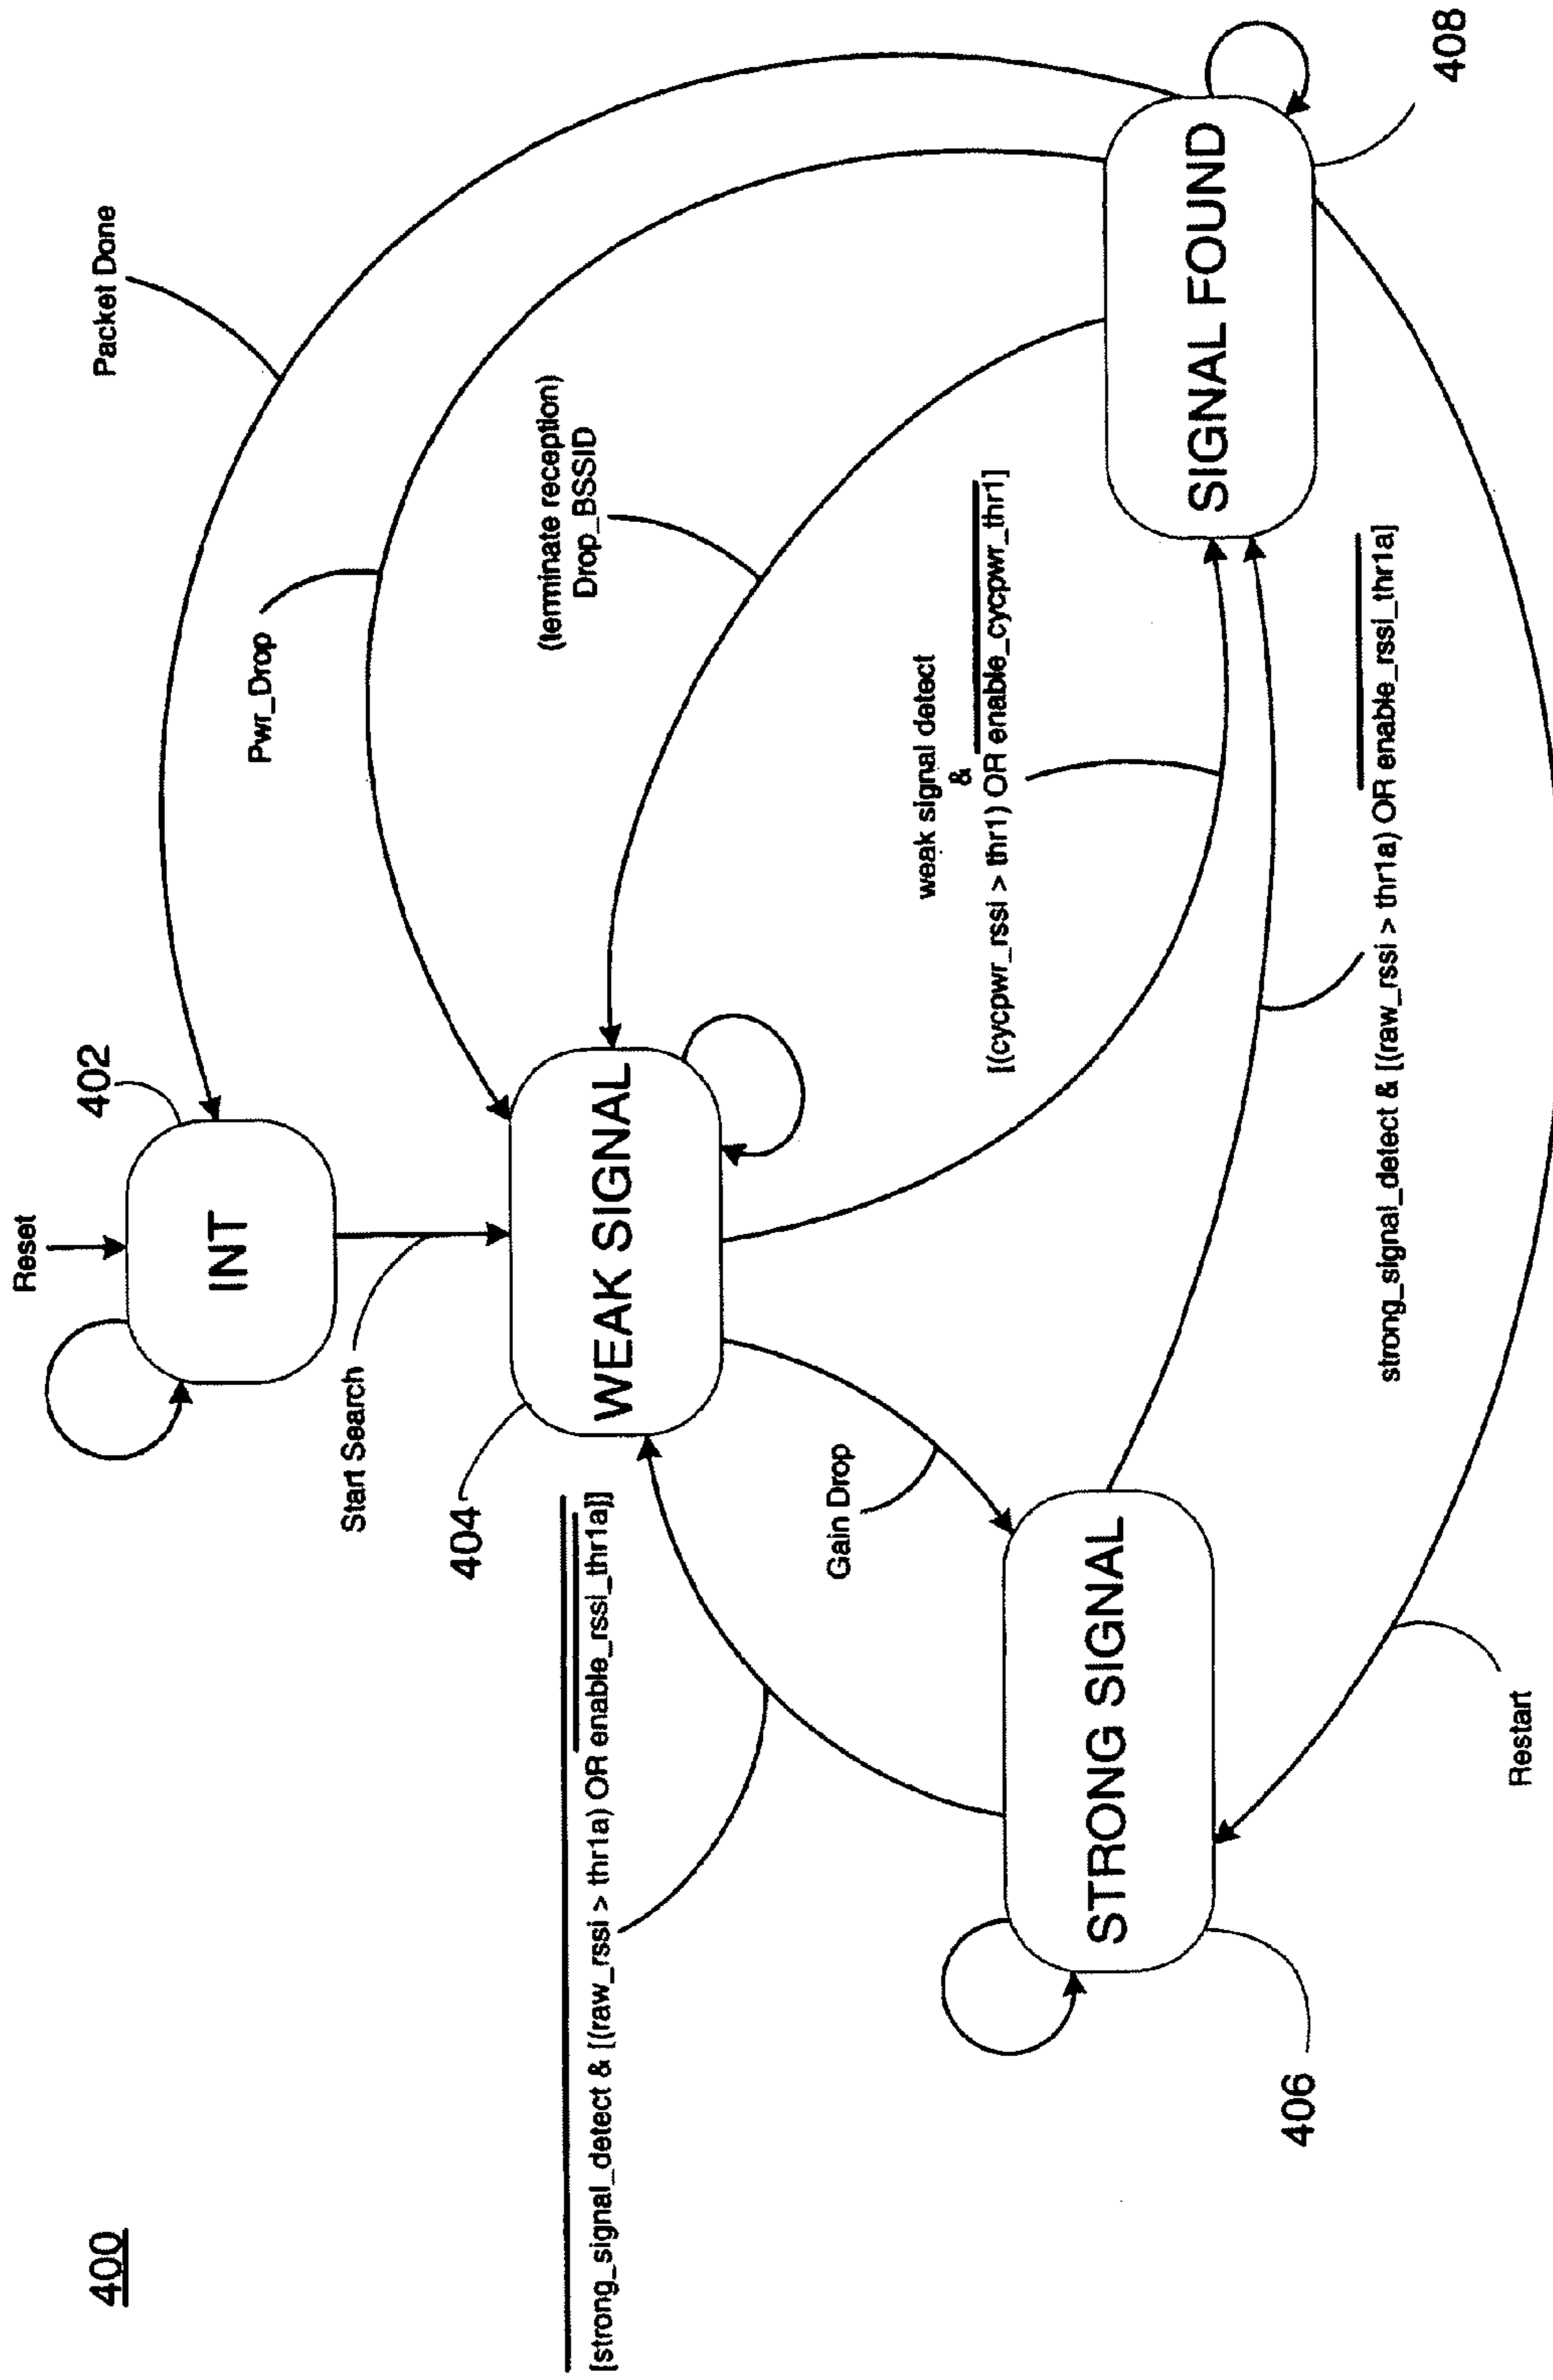 400
Reset
402
INT
Packet Done
Start Search
Pwr_Drop
404
WEAK SIGNAL
(terminate reception)
Drop_BSSID
[strong_signal_detect & [(raw_rssi > thr1a) OR enable_rssi_thr1a]]
Gain Drop
weak signal detect
&
[(cycpwr_rssi > thr1) OR enable_cycpwr_thr1]
STRONG SIGNAL
SIGNAL FOUND
406
strong_signal_detect & [(raw_rssi > thr1a) OR enable_rssi_thr1a]
408
Restart